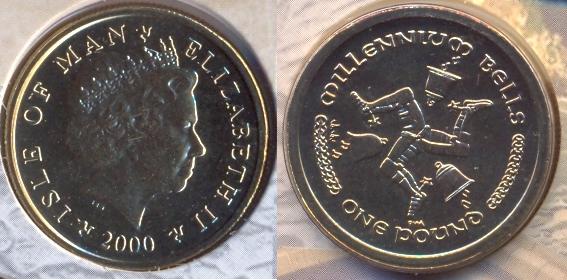 ISLE OF MAN ELIZABETH II
2000
MILLENNIUM BELLS
ONE POUND